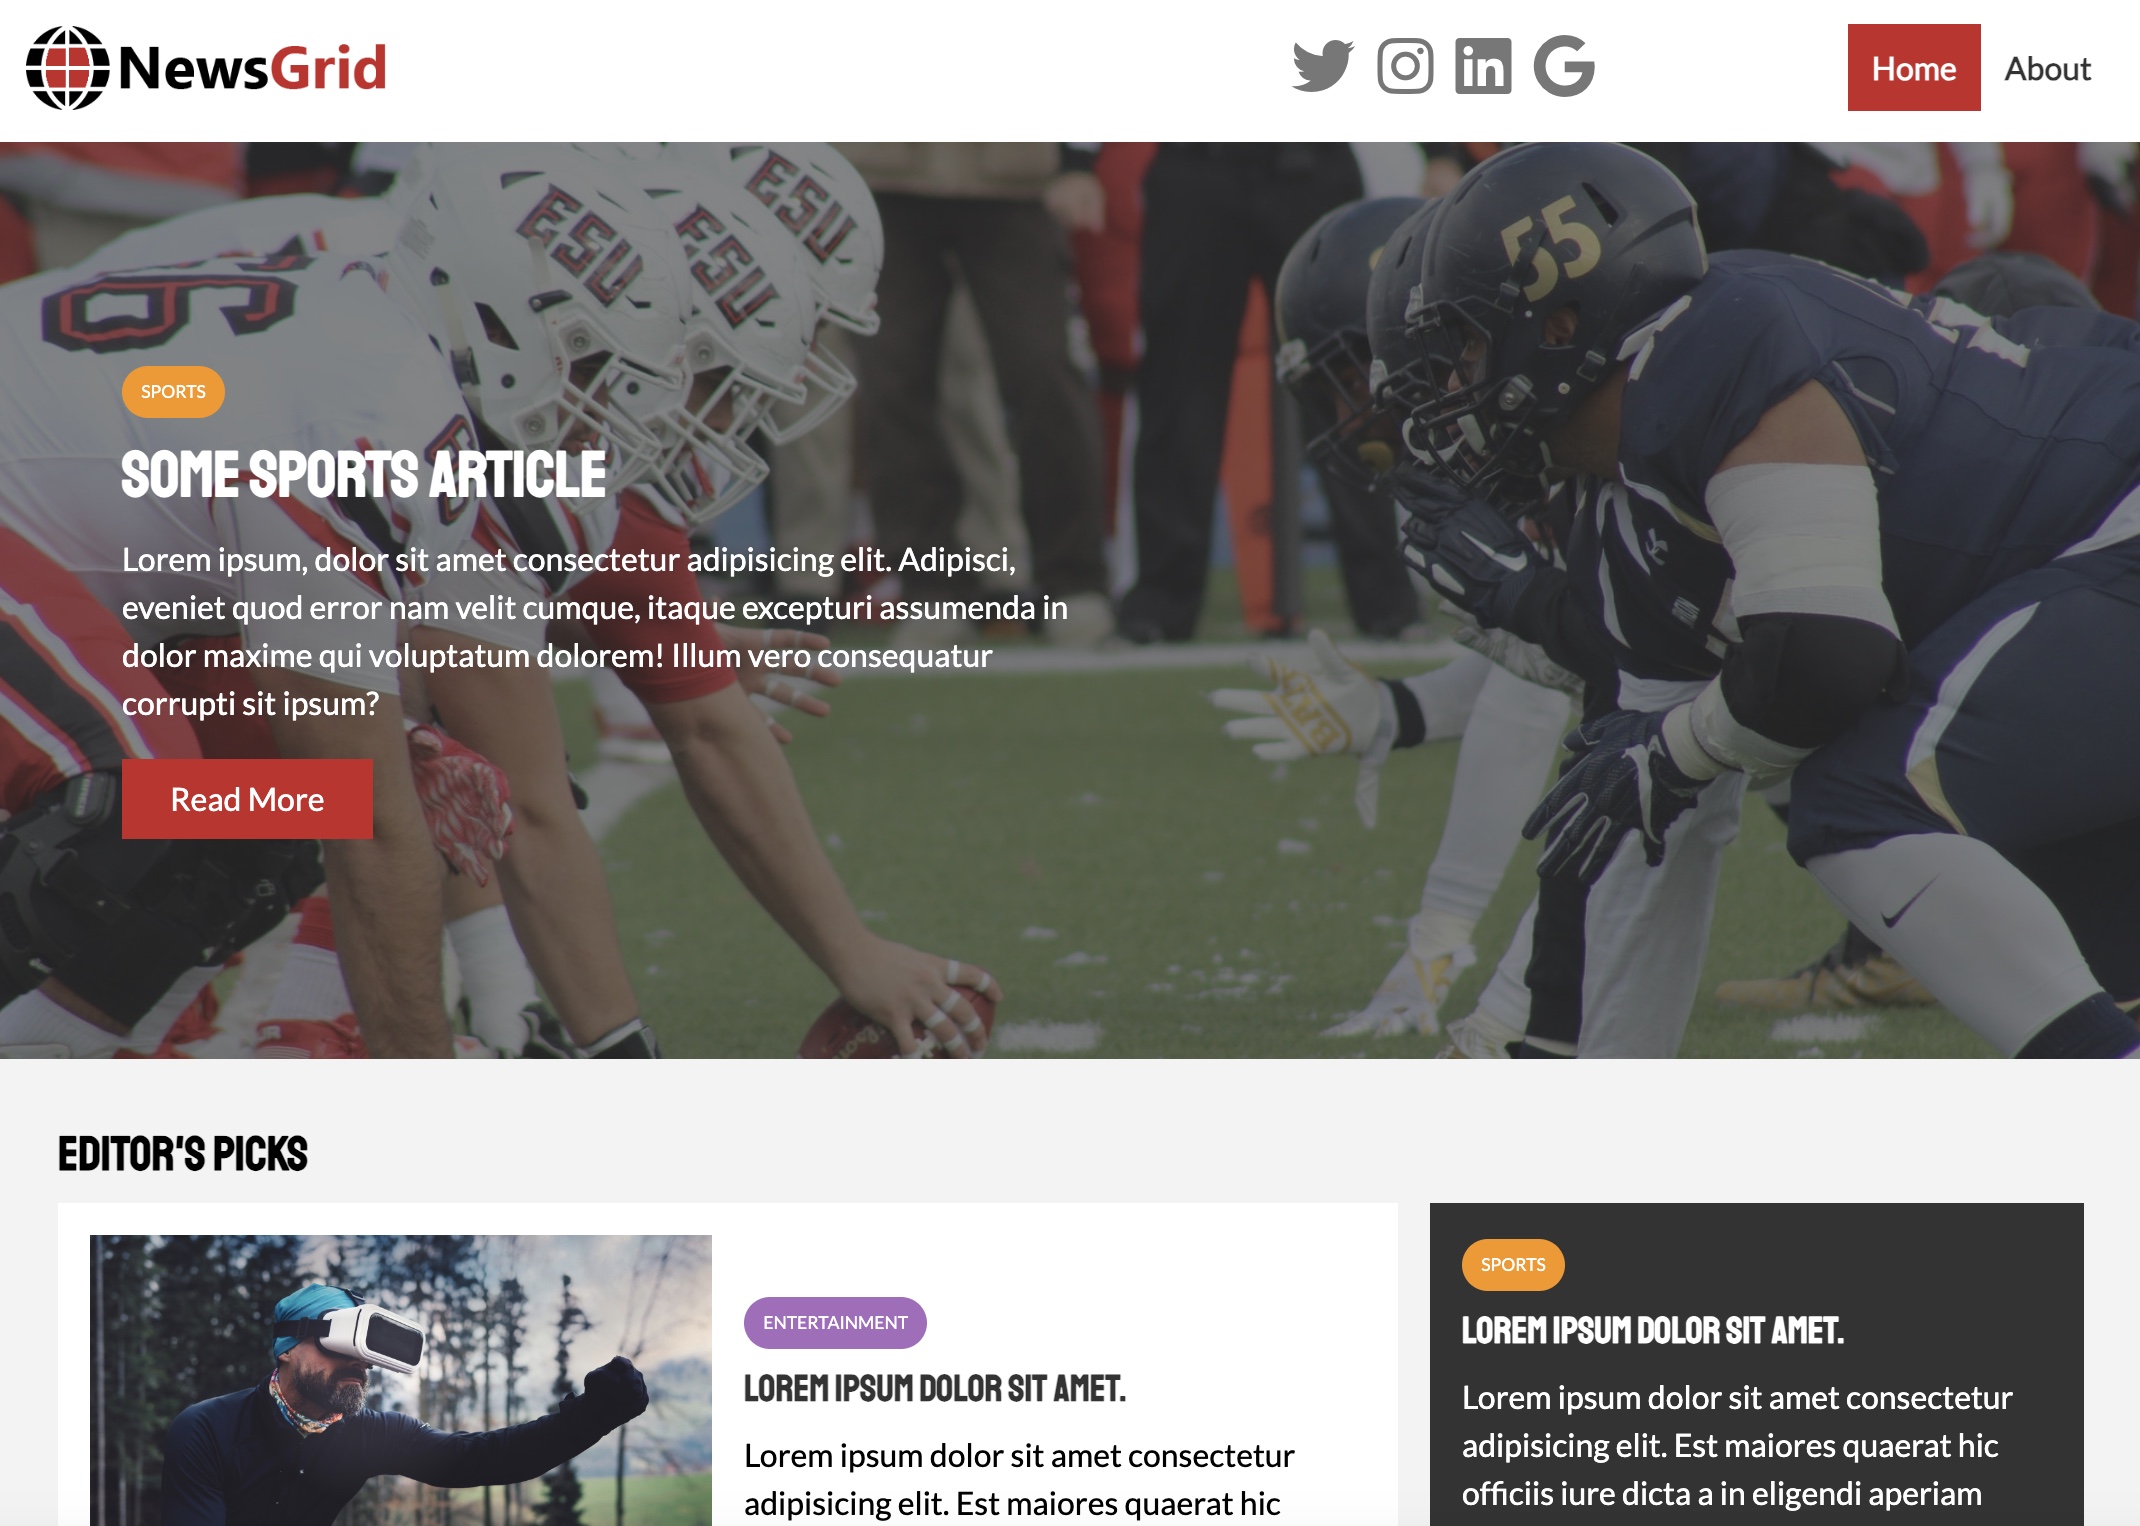 NewsGrid
Home
About
ESU
ESU
ESU
55
SPORTS
SOME SPORTS ARTICLE
Lorem ipsum, dolor sit amet consectetur adipisicing elit. Adipisci,
eveniet quod error nam velit cumque, itaque excepturi assumenda in
dolor maxime qui voluptatum dolorem! Illum vero consequatur
corrupti sit ipsum?
Read More
EDITOR'S PICKS
ENTERTAINMENT
LOREM IPSUM DOLOR SIT AMET.
Lorem ipsum dolor sit amet consectetur
adipisicing elit. Est maiores quaerat hic
SPORTS
LOREM IPSUM DOLOR SIT AMET.
Lorem ipsum dolor sit amet consectetur
adipisicing elit. Est maiores quaerat hic
officiis iure dicta a in eligendi aperiam